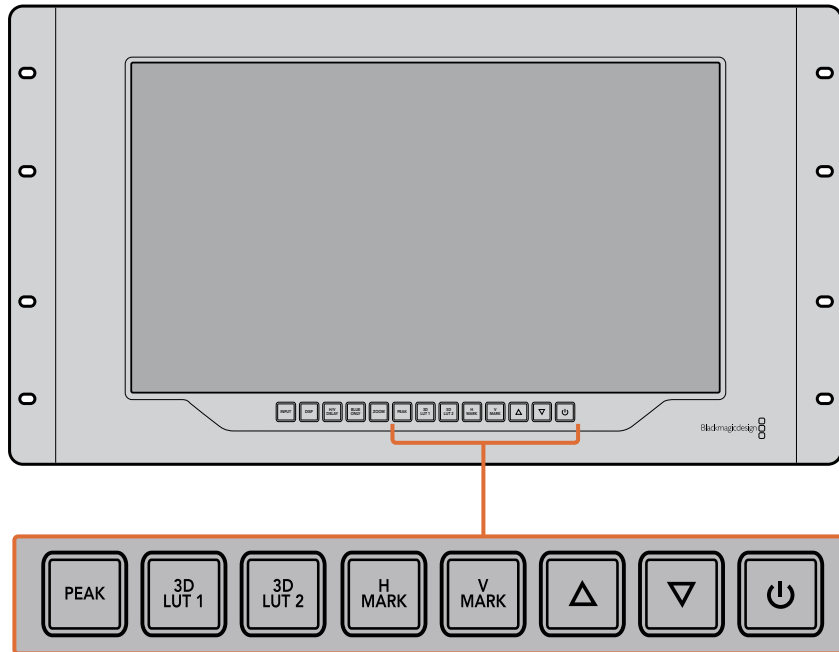 INPUT DISP H/V DELAY BLUE ONLY ZOOM PEAK 3D LUT 1 3D LUT 2 H MARK V MARK
Blackmagicdesign
PEAK 3D LUT 1 3D LUT 2 H MARK V MARK